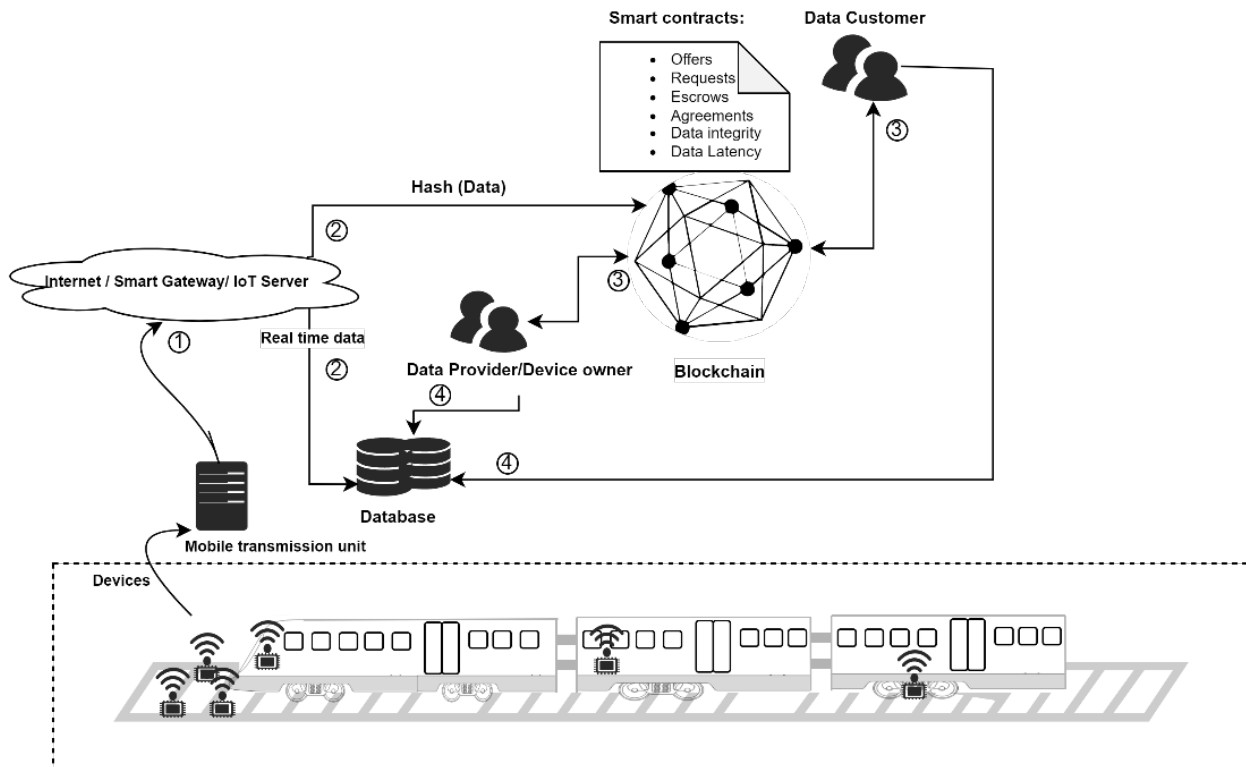 Smart contracts:
Data Customer
• Offers
• Requests
• Escrows
• Agreements
• Data integrity
• Data Latency
③
Hash (Data)
②
Internet / Smart Gateway/ IoT Server
③
①
Real time data
②
Data Provider/Device owner
Blockchain
④
④
Database
Mobile transmission unit
Devices